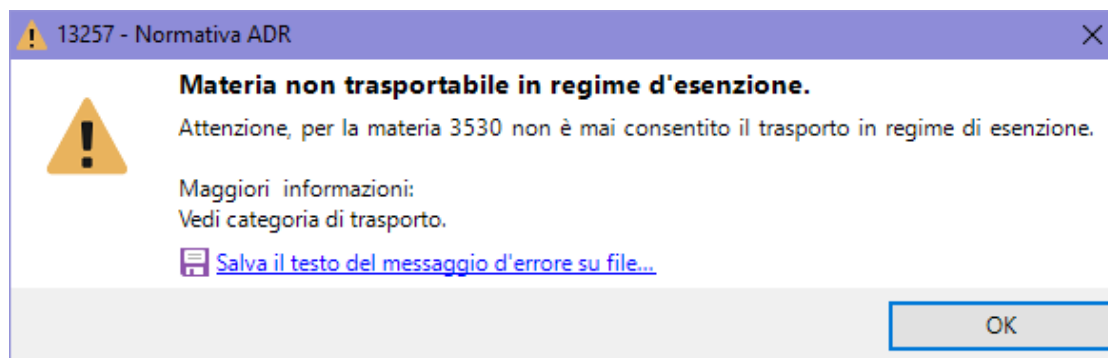 13257 - Normativa ADR
Materia non trasportabile in regime d'esenzione.
Attenzione, per la materia 3530 non è mai consentito il trasporto in regime di esenzione.
Maggiori informazioni:
Vedi categoria di trasporto.
Salva il testo del messaggio d'errore su file...
OK